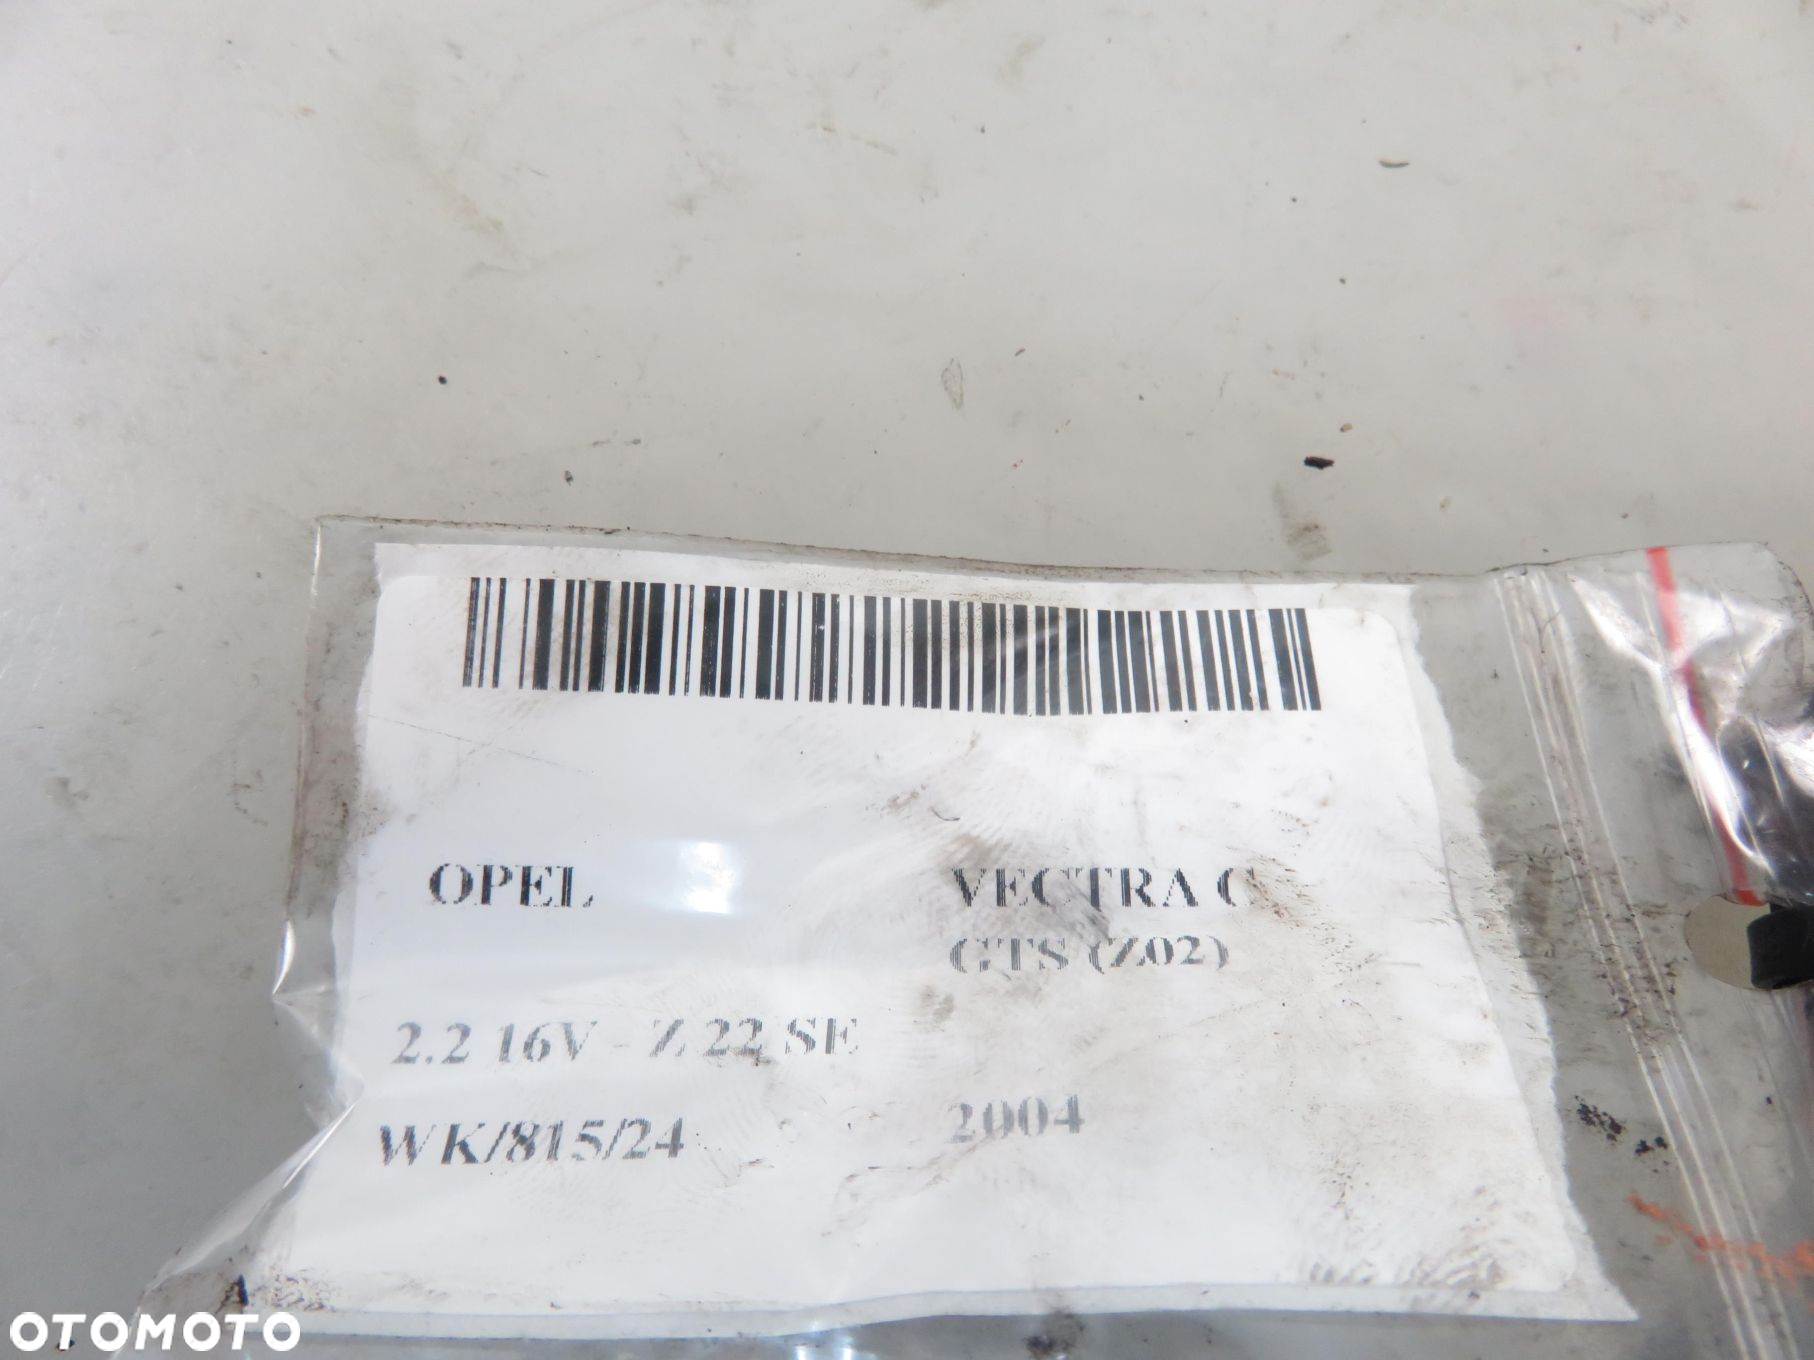 OPEL VECTRA C
GTS (Z02)
2.2 16V - Z 22 SE
WK/815/24 2004
OTOMOTO